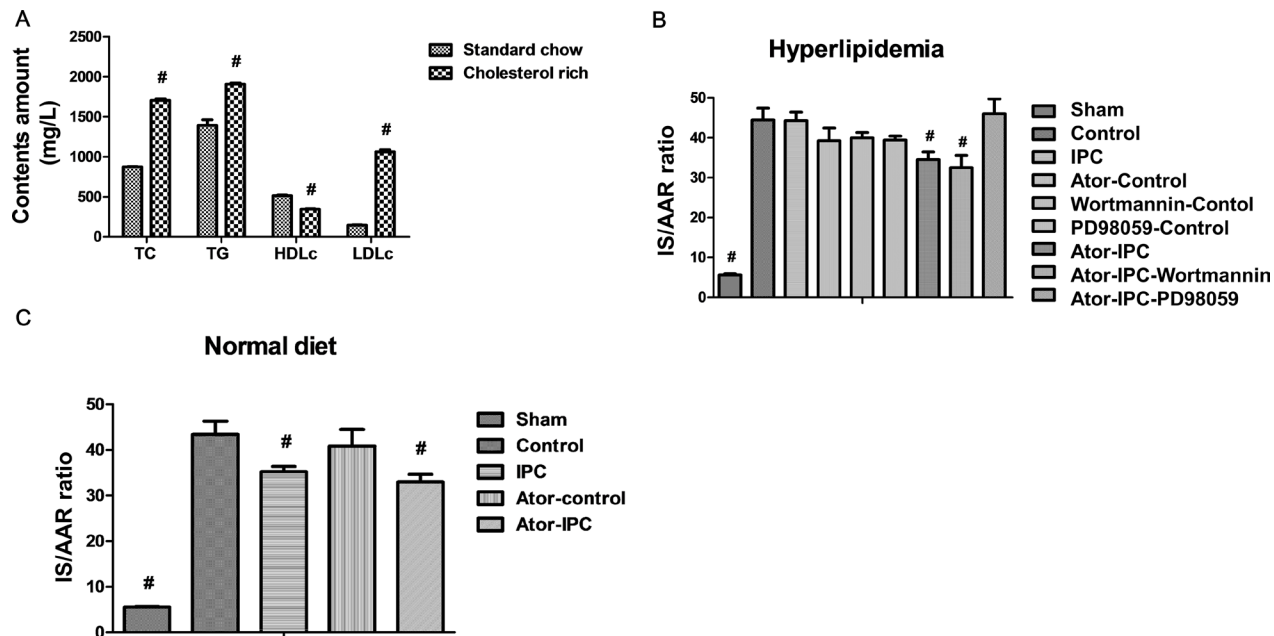 A
Contents amount
(mg/L)
2500
2000
1500
1000
500
0
#
#
#
#
TC
TG
HDLc
LDLc
Standard chow
Cholesterol rich
B
Hyperlipidemia
IS/AAR ratio
50
40
30
20
10
0
#
#
#
Sham
Control
IPC
Ator-Control
Wortmannin-Contol
PD98059-Control
Ator-IPC
Ator-IPC-Wortmannin
Ator-IPC-PD98059
C
Normal diet
IS/AAR ratio
50
40
30
20
10
0
#
#
#
Sham
Control
IPC
Ator-control
Ator-IPC